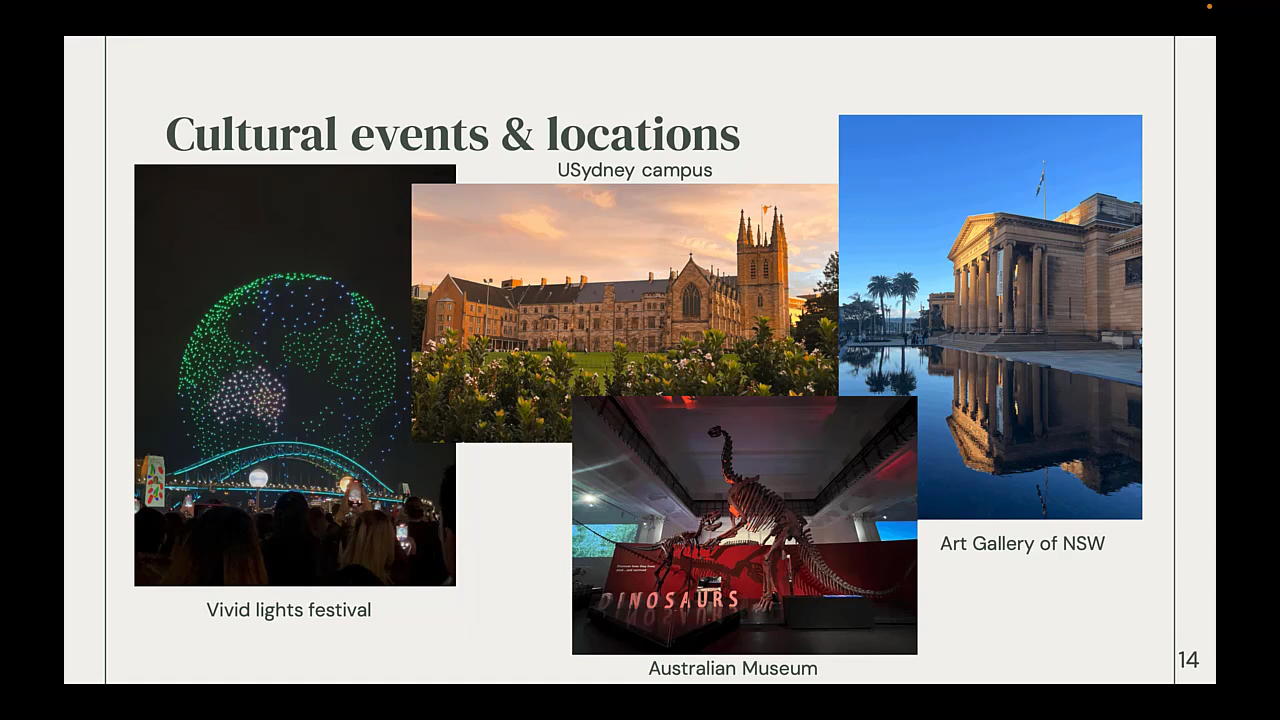 Cultural events & locations
USydney campus
DINOSAURS
Art Gallery of NSW
Vivid lights festival
Australian Museum
14